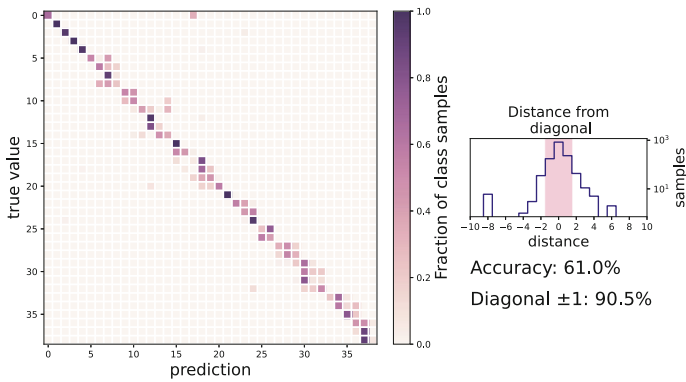 0
5
10
15
20
25
30
35
true value
0 5 10 15 20 25 30 35
prediction
1.0
0.8
0.6
0.4
0.2
0.0
Fraction of class samples
Distance from
diagonal
10³
10¹
samples
−10 −8 −6 −4 −2 0 2 4 6 8 10
distance
Accuracy: 61.0%
Diagonal ±1: 90.5%